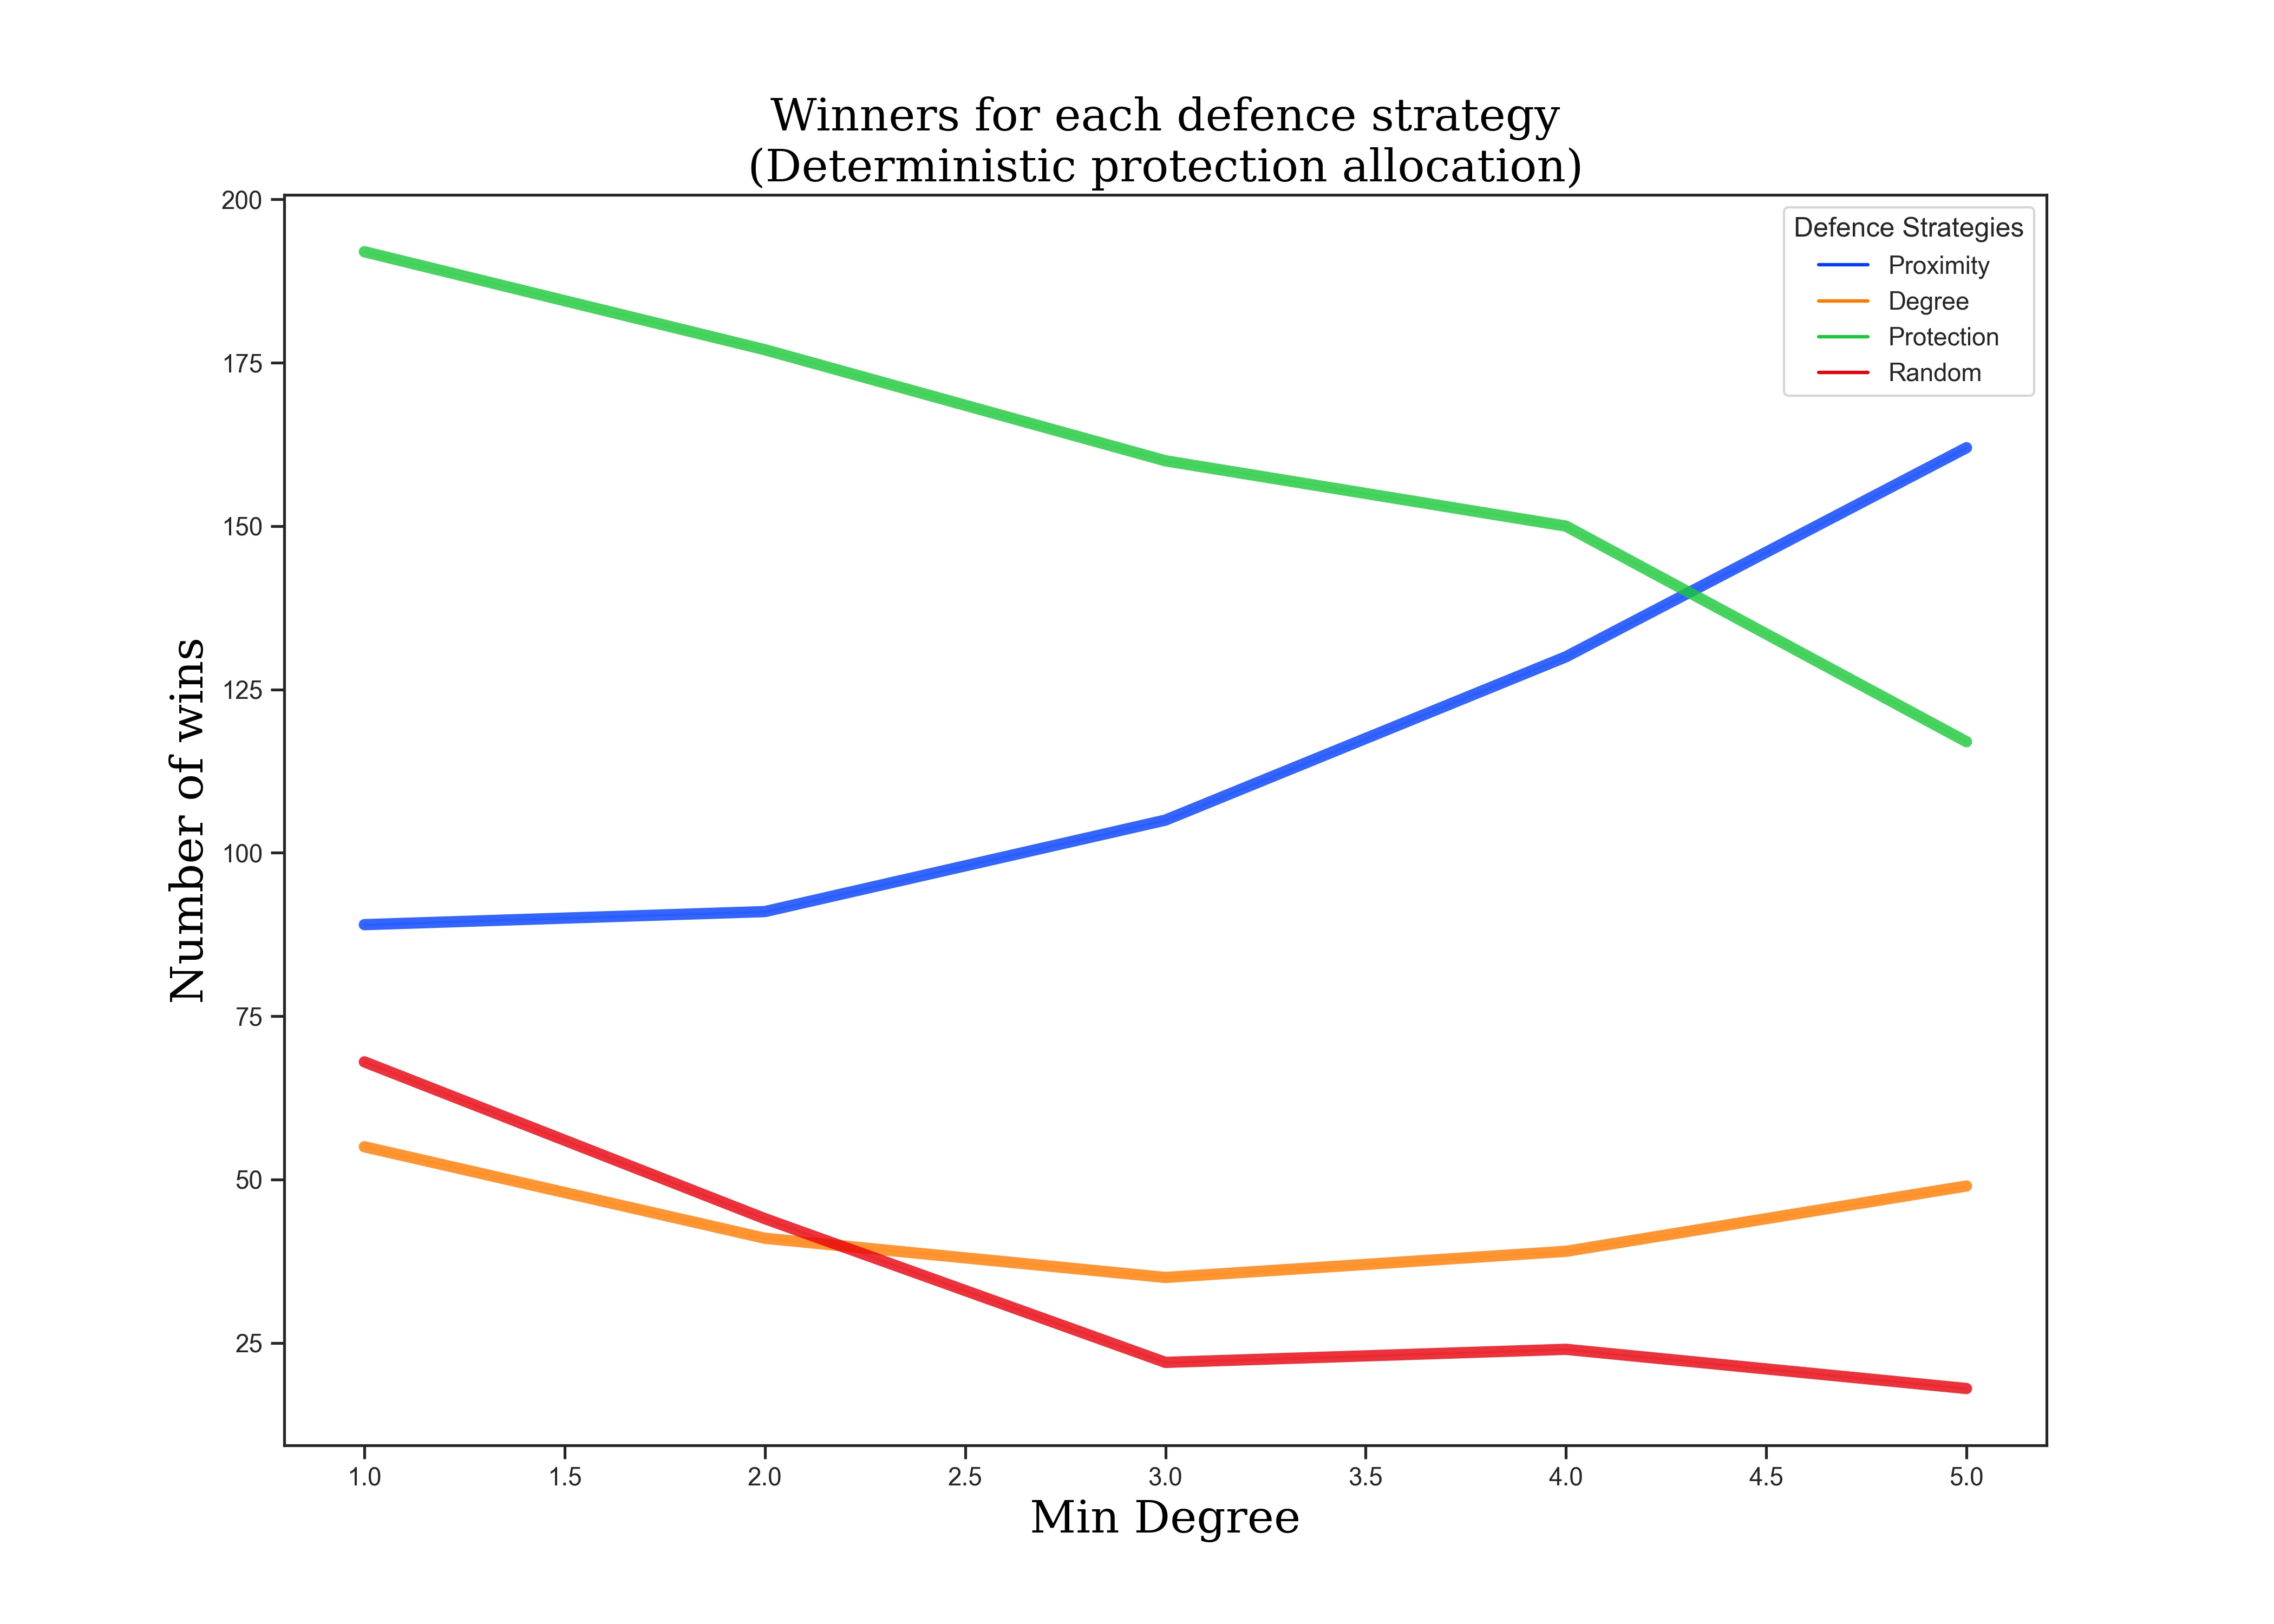 Winners for each defence strategy
(Deterministic protection allocation)
Number of wins
200
175
150
125
100
75
50
25
Defence Strategies
Proximity
Degree
Protection
Random
1.0 1.5 2.0 2.5 3.0 3.5 4.0 4.5 5.0
Min Degree